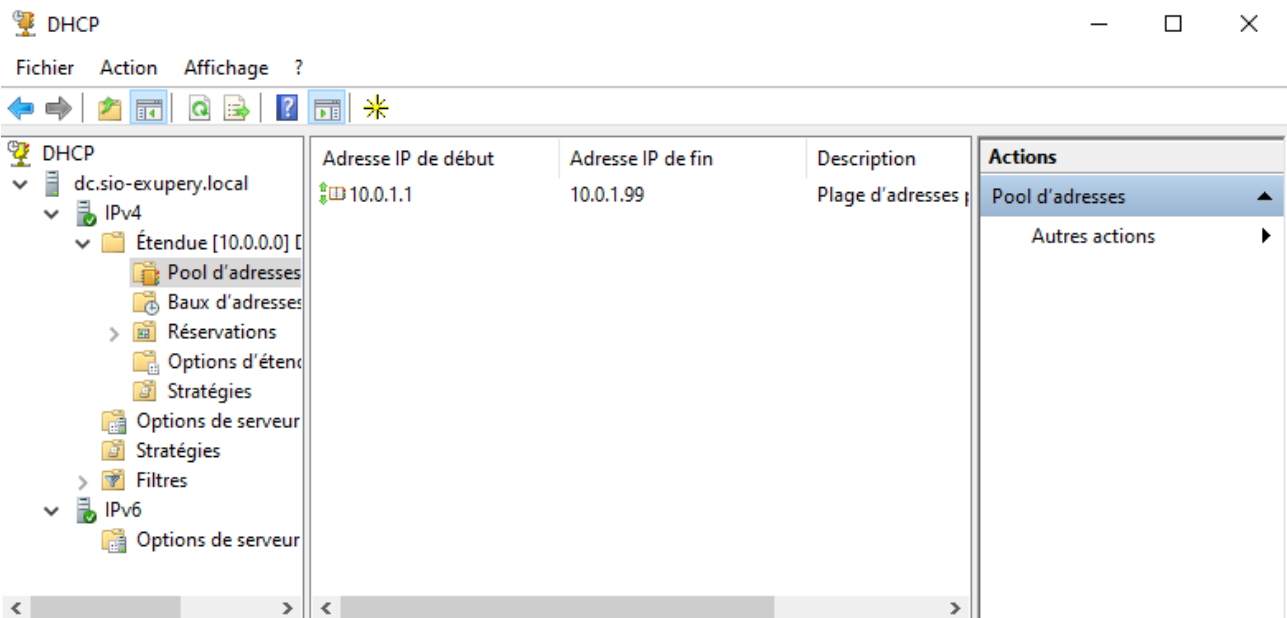 DHCP
Fichier Action Affichage ?
DHCP
dc.sio-exupery.local
IPv4
Étendue [10.0.0.0] D
Pool d'adresses
Baux d'adresses
Réservations
Options d'étend
Stratégies
Options de serveur
Stratégies
Filtres
IPv6
Options de serveur
Adresse IP de début Adresse IP de fin Description
10.0.1.1 10.0.1.99 Plage d'adresses p
Actions
Pool d'adresses
Autres actions